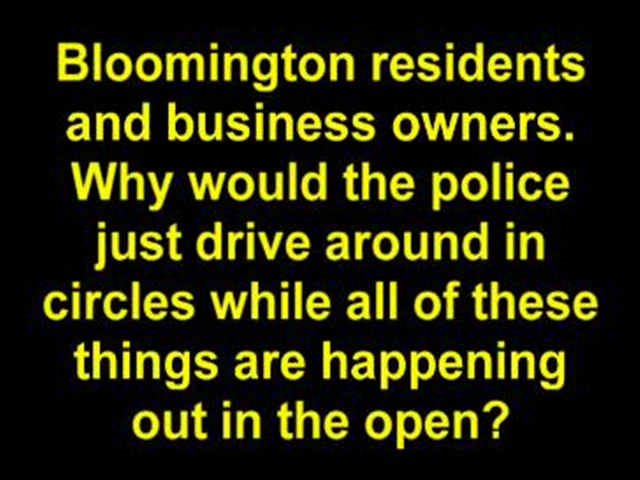 Bloomington residents
and business owners.
Why would the police
just drive around in
circles while all of these
things are happening
out in the open?